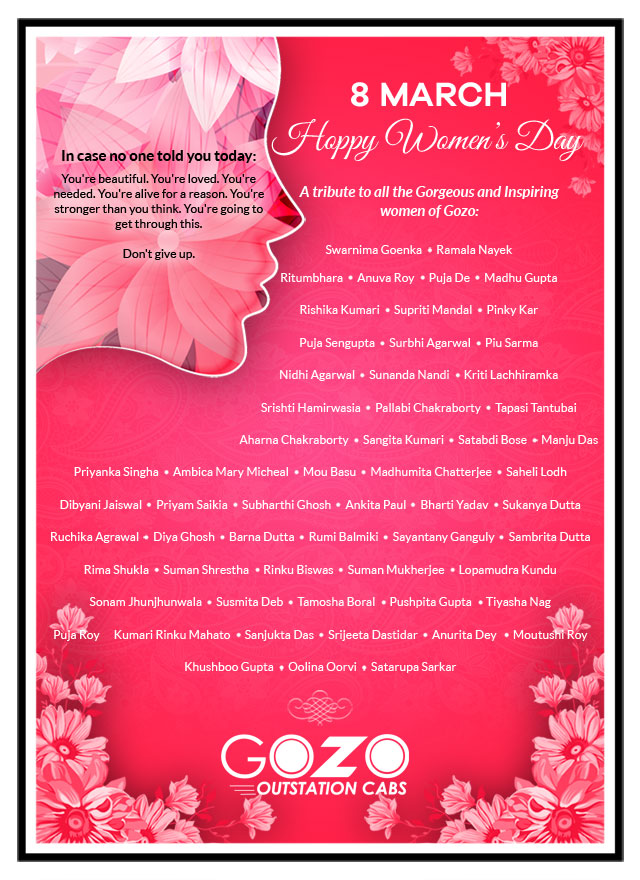 8 MARCH
Happy Women's Day
In case no one told you today:
You're beautiful. You're loved. You're
needed. You're alive for a reason. You're
stronger than you think. You're going to
get through this.
Don't give up.
A tribute to all the Gorgeous and Inspiring
women of Gozo:
Swarnima Goenka • Ramala Nayek
Ritumbhara • Anuva Roy • Puja De • Madhu Gupta
Rishika Kumari • Supriti Mandal • Pinky Kar
Puja Sengupta • Surbhi Agarwal • Piu Sarma
Nidhi Agarwal • Sunanda Nandi • Kriti Lachhiramka
Srishti Hamirwasia • Pallabi Chakraborty • Tapasi Tantubai
Aharna Chakraborty • Sangita Kumari • Satabdi Bose • Manju Das
Priyanka Singha • Ambica Mary Micheal • Mou Basu • Madhumita Chatterjee • Saheli Lodh
Dibyani Jaiswal • Priyam Saikia • Subharthi Ghosh • Ankita Paul • Bharti Yadav • Sukanya Dutta
Ruchika Agrawal • Diya Ghosh • Barna Dutta • Rumi Balmiki • Sayantany Ganguly • Sambrita Dutta
Rima Shukla • Suman Shrestha • Rinku Biswas • Suman Mukherjee • Lopamudra Kundu
Sonam Jhunjhunwala • Susmita Deb • Tamosha Boral • Pushpita Gupta • Tiyasha Nag
Puja Roy Kumari Rinku Mahato • Sanjukta Das • Srijeeta Dastidar • Anurita Dey • Moutushi Roy
Khushboo Gupta • Oolina Oorvi • Satarupa Sarkar
GOZO
OUTSTATION CABS